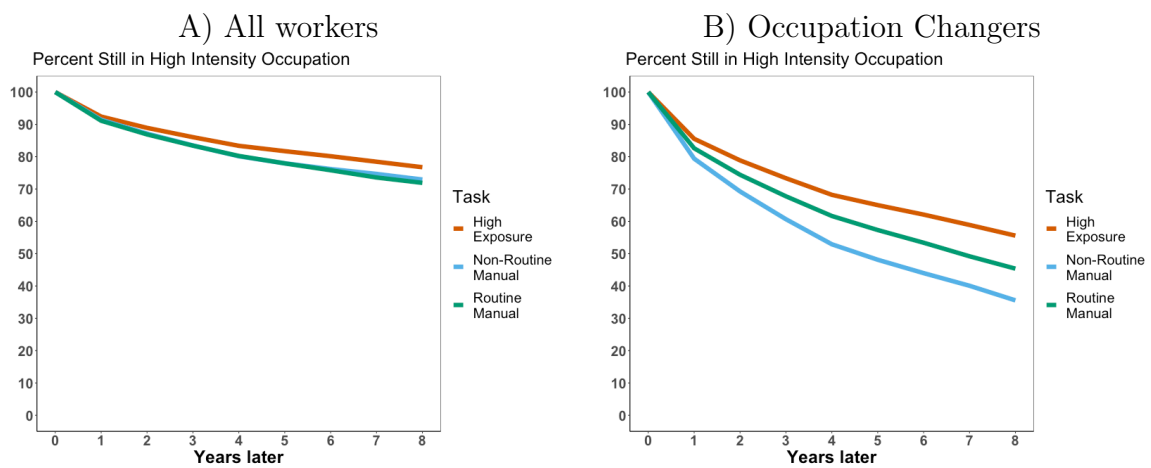 A) All workers
Percent Still in High Intensity Occupation
100
90
80
70
60
50
40
30
20
10
0
0 1 2 3 4 5 6 7 8
Years later
Task
High
Exposure
Non-Routine
Manual
Routine
Manual
B) Occupation Changers
Percent Still in High Intensity Occupation
100
90
80
70
60
50
40
30
20
10
0
0 1 2 3 4 5 6 7 8
Years later
Task
High
Exposure
Non-Routine
Manual
Routine
Manual